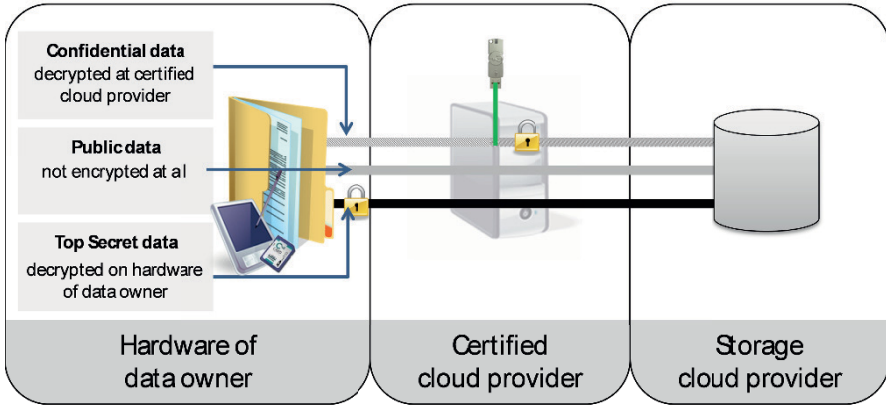 Confidential data
decrypted at certified
cloud provider
Public data
not encrypted at al
Top Secret data
decrypted on hardware
of data owner
Hardware of
data owner
Certified
cloud provider
Storage
cloud provider